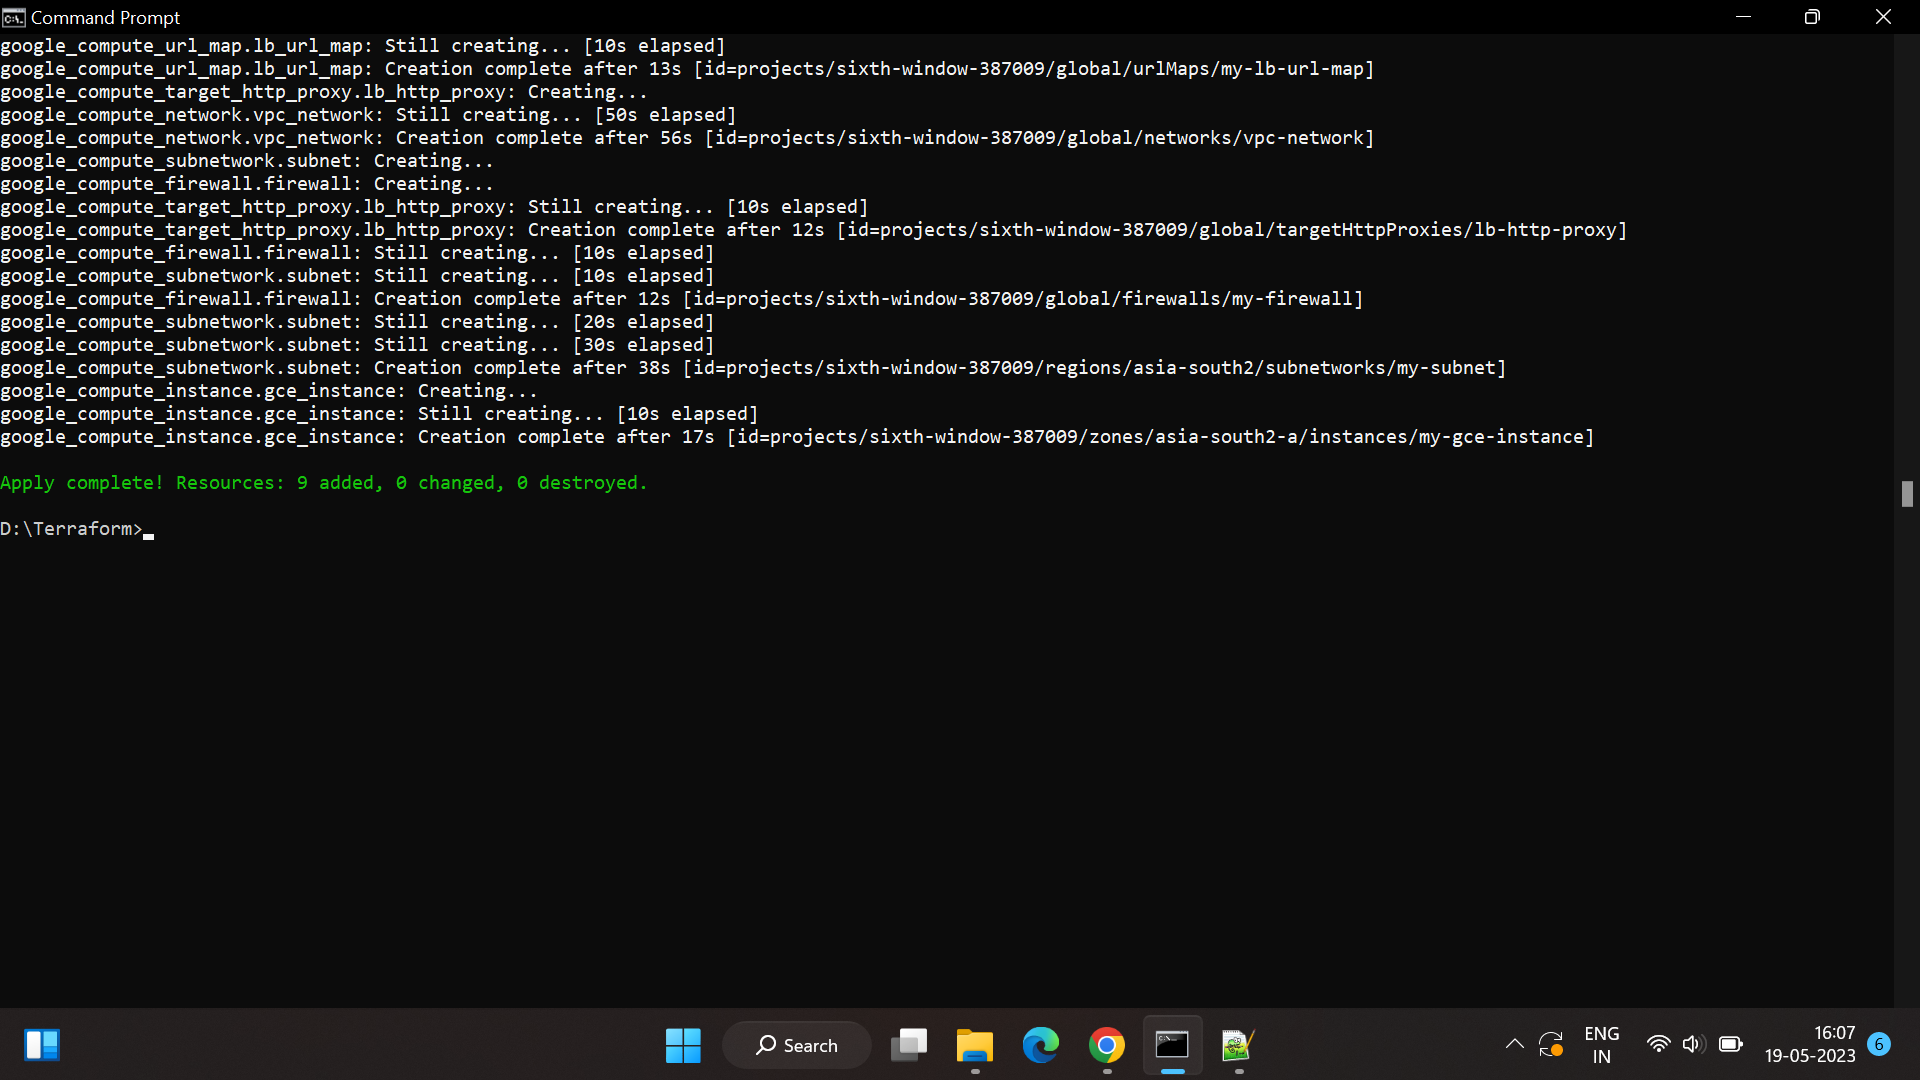 Command Prompt
google_compute_url_map.lb_url_map: Still creating... [10s elapsed]
google_compute_url_map.lb_url_map: Creation complete after 13s [id=projects/sixth-window-387009/global/urlMaps/my-lb-url-map]
google_compute_target_http_proxy.lb_http_proxy: Creating...
google_compute_network.vpc_network: Still creating... [50s elapsed]
google_compute_network.vpc_network: Creation complete after 56s [id=projects/sixth-window-387009/global/networks/vpc-network]
google_compute_subnetwork.subnet: Creating...
google_compute_firewall.firewall: Creating...
google_compute_target_http_proxy.lb_http_proxy: Still creating... [10s elapsed]
google_compute_target_http_proxy.lb_http_proxy: Creation complete after 12s [id=projects/sixth-window-387009/global/targetHttpProxies/lb-http-proxy]
google_compute_firewall.firewall: Still creating... [10s elapsed]
google_compute_subnetwork.subnet: Still creating... [10s elapsed]
google_compute_firewall.firewall: Creation complete after 12s [id=projects/sixth-window-387009/global/firewalls/my-firewall]
google_compute_subnetwork.subnet: Still creating... [20s elapsed]
google_compute_subnetwork.subnet: Still creating... [30s elapsed]
google_compute_subnetwork.subnet: Creation complete after 38s [id=projects/sixth-window-387009/regions/asia-south2/subnetworks/my-subnet]
google_compute_instance.gce_instance: Creating...
google_compute_instance.gce_instance: Still creating... [10s elapsed]
google_compute_instance.gce_instance: Creation complete after 17s [id=projects/sixth-window-387009/zones/asia-south2-a/instances/my-gce-instance]
Apply complete! Resources: 9 added, 0 changed, 0 destroyed.
D:\Terraform>
Search
ENG
IN
16:07
19-05-2023
6